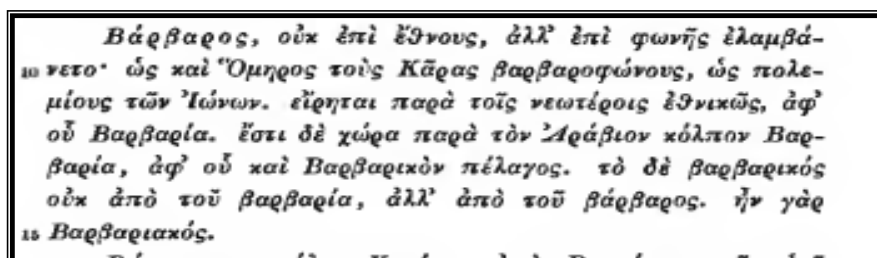 Βάρβαρος, οὐκ ἐπὶ ἔθνους, ἀλλ' ἐπὶ φωνῆς ἐλαμβά-
10 νετο· ὡς καὶ Ὅμηρος τοὺς Κᾶρας βαρβαροφώνους, ὡς πολε-
μίους τῶν Ἰώνων. εἴρηται παρὰ τοῖς νεωτέροις ἐθνικῶς, ἀφ'
οὗ Βαρβαρία. ἔστι δὲ χώρα παρὰ τὸν Ἀράβιον κόλπον Βαρ-
βαρία, ἀφ' οὗ καὶ Βαρβαρικὸν πέλαγος. τὸ δὲ βαρβαρικός
οὐκ ἀπὸ τοῦ βαρβαρία, ἀλλ' ἀπὸ τοῦ βάρβαρος. ἦν γὰρ
15 Βαρβαριακός.